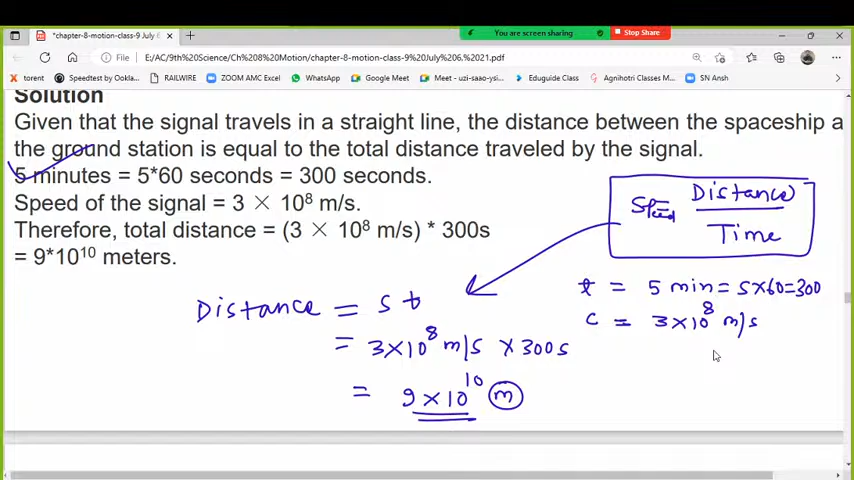 *chapter-8-motion-class-9 July 6
You are screen sharing
Stop Share
File
E:/AC/9th%20Science/Ch%208%20Motion/chapter-8-motion-class-9%20July%206,%2021.pdf
torent
Speedtest by Ookla...
RAILWIRE
ZOOM AMC Excel
WhatsApp
Google Meet
Meet - uzi-saao-ysi...
Eduguide Class
Agnihotri Classes M...
SN Ansh
Solution
Given that the signal travels in a straight line, the distance between the spaceship a
the ground station is equal to the total distance traveled by the signal.
5 minutes = 5*60 seconds = 300 seconds.
Speed of the signal = 3 × 10⁸ m/s.
Therefore, total distance = (3 × 10⁸ m/s) * 300s
= 9*10¹⁰ meters.
Speed = Distance
Time
t = 5 min = 5x60=300
c = 3×10⁸ m/s
Distance = s t
= 3×10⁸ m/s × 300s
= 9×10¹⁰ m